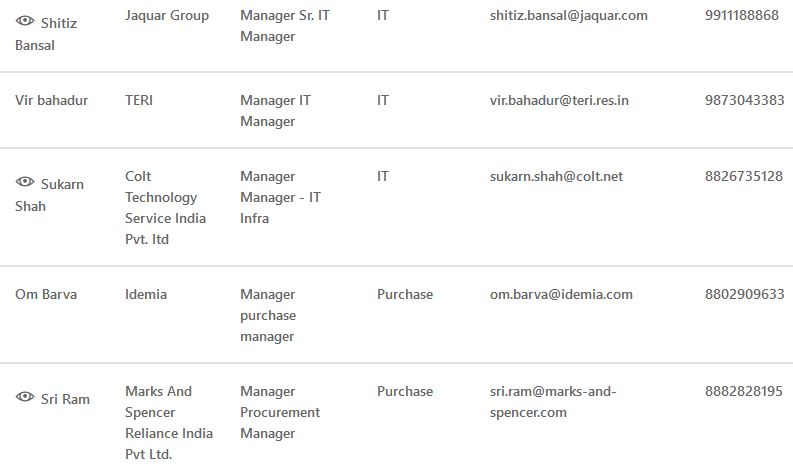 Shitiz Bansal Jaquar Group Manager Sr. IT Manager IT shitiz.bansal@jaquar.com 9911188868
Vir bahadur TERI Manager IT Manager IT vir.bahadur@teri.res.in 9873043383
Sukarn Shah Colt Technology Service India Pvt. ltd Manager Manager - IT Infra IT sukarn.shah@colt.net 8826735128
Om Barva Idemia Manager purchase manager Purchase om.barva@idemia.com 8802909633
Sri Ram Marks And Spencer Reliance India Pvt Ltd. Manager Procurement Manager Purchase sri.ram@marks-and-spencer.com 8882828195